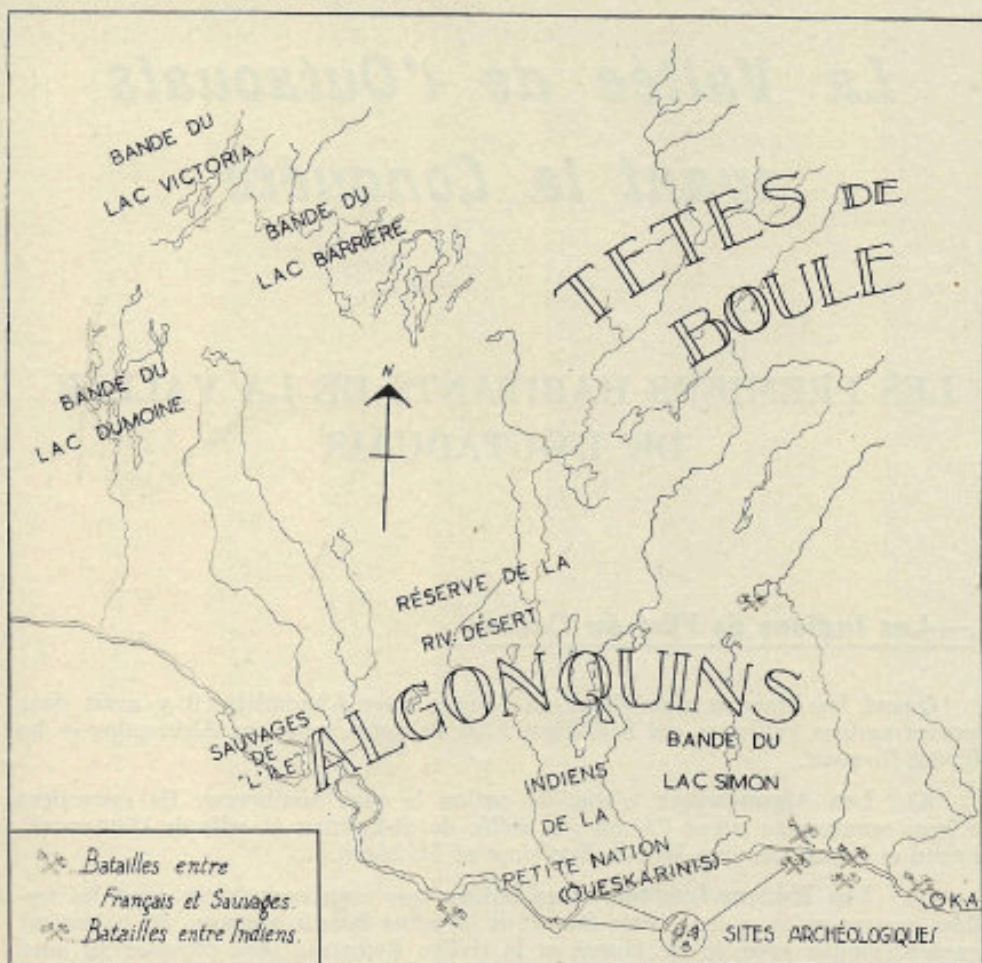 BANDE DU
LAC VICTORIA
BANDE DU
LAC BARRIÈRE
TETES DE
BOULE
BANDE DU
LAC DUMOINE
N
RÉSERVE DE LA
RIV. DÉSERT
ALGONQUINS
SAUVAGES
DE
L'ILE
BANDE DU
LAC SIMON
INDIENS
DE LA
PETITE NATION
(OUESKARINIS)
OKA
SITES ARCHÉOLOGIQUES
Batailles entre
Français et Sauvages.
Batailles entre Indiens.